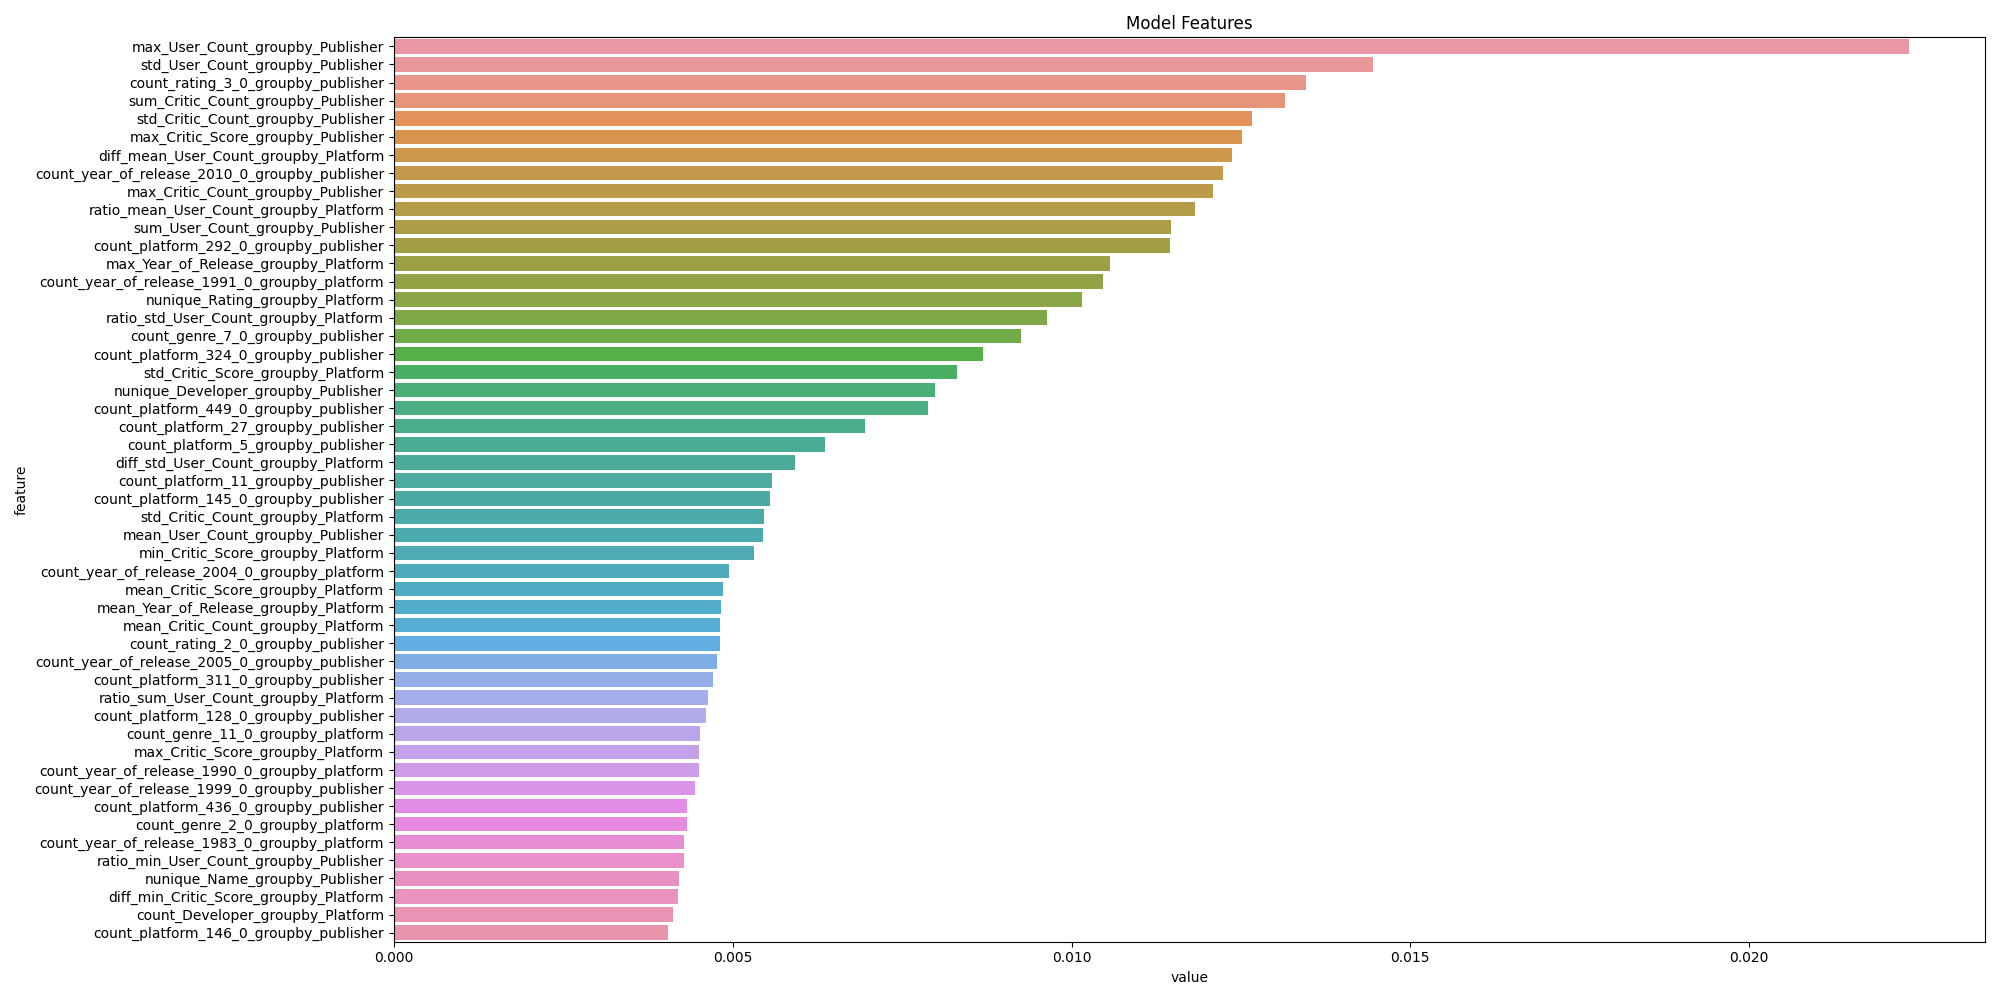 Model Features
max_User_Count_groupby_Publisher
std_User_Count_groupby_Publisher
count_rating_3_0_groupby_publisher
sum_Critic_Count_groupby_Publisher
std_Critic_Count_groupby_Publisher
max_Critic_Score_groupby_Publisher
diff_mean_User_Count_groupby_Platform
count_year_of_release_2010_0_groupby_publisher
max_Critic_Count_groupby_Publisher
ratio_mean_User_Count_groupby_Platform
sum_User_Count_groupby_Publisher
count_platform_292_0_groupby_publisher
max_Year_of_Release_groupby_Platform
count_year_of_release_1991_0_groupby_platform
nunique_Rating_groupby_Platform
ratio_std_User_Count_groupby_Platform
count_genre_7_0_groupby_publisher
count_platform_324_0_groupby_publisher
std_Critic_Score_groupby_Platform
nunique_Developer_groupby_Publisher
count_platform_449_0_groupby_publisher
count_platform_27_groupby_publisher
count_platform_5_groupby_publisher
diff_std_User_Count_groupby_Platform
count_platform_11_groupby_publisher
count_platform_145_0_groupby_publisher
std_Critic_Count_groupby_Platform
mean_User_Count_groupby_Publisher
min_Critic_Score_groupby_Platform
count_year_of_release_2004_0_groupby_platform
mean_Critic_Score_groupby_Platform
mean_Year_of_Release_groupby_Platform
mean_Critic_Count_groupby_Platform
count_rating_2_0_groupby_publisher
count_year_of_release_2005_0_groupby_publisher
count_platform_311_0_groupby_publisher
ratio_sum_User_Count_groupby_Platform
count_platform_128_0_groupby_publisher
count_genre_11_0_groupby_platform
max_Critic_Score_groupby_Platform
count_year_of_release_1990_0_groupby_platform
count_year_of_release_1999_0_groupby_publisher
count_platform_436_0_groupby_publisher
count_genre_2_0_groupby_platform
count_year_of_release_1983_0_groupby_platform
ratio_min_User_Count_groupby_Publisher
nunique_Name_groupby_Publisher
diff_min_Critic_Score_groupby_Platform
count_Developer_groupby_Platform
count_platform_146_0_groupby_publisher
feature
0.000 0.005 0.010 0.015 0.020
value